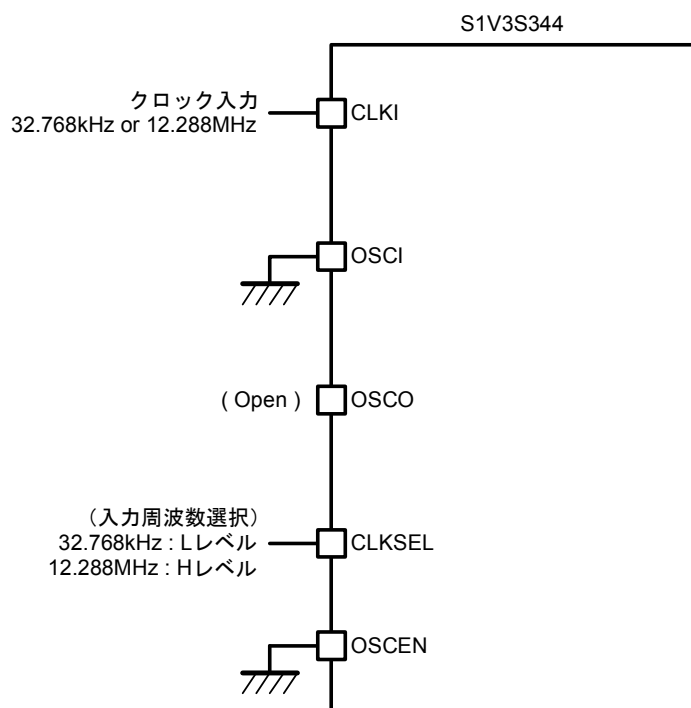 S1V3S344
クロック入力
32.768kHz or 12.288MHz
CLKI
OSCI
( Open )
OSCO
（入力周波数選択）
32.768kHz : Lレベル
12.288MHz : Hレベル
CLKSEL
OSCEN